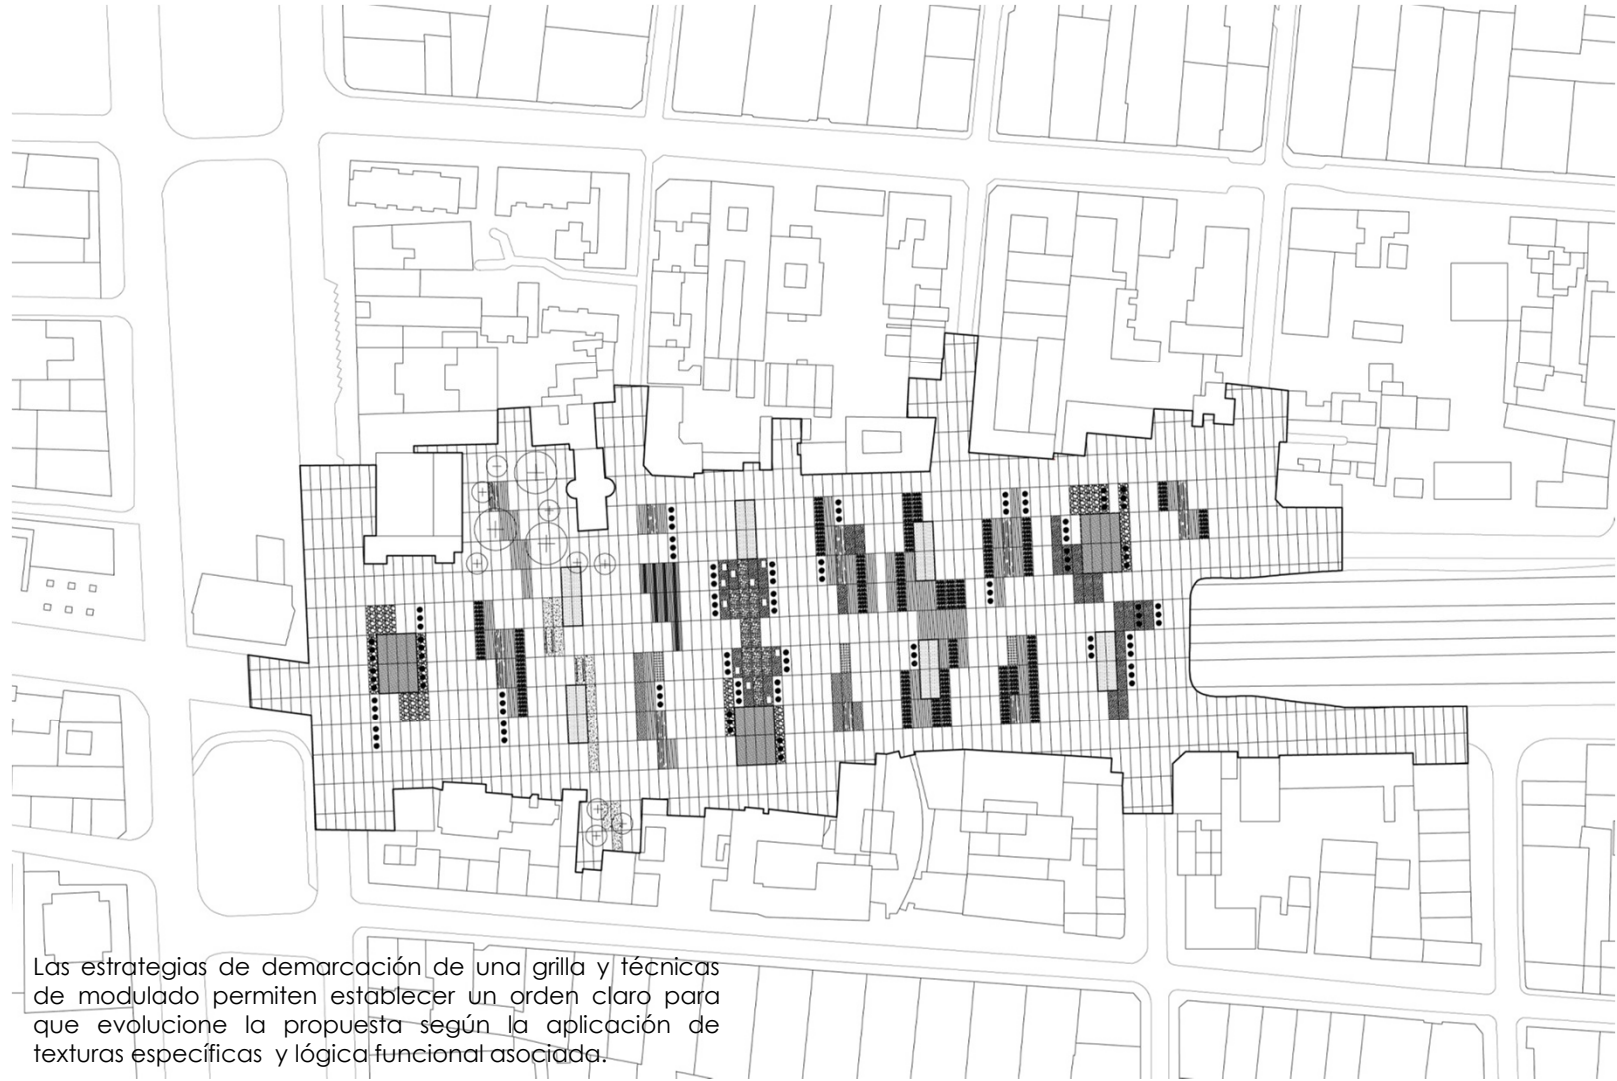 Las estrategias de demarcación de una grilla y técnicas
de modulado permiten establecer un orden claro para
que evolucione la propuesta según la aplicación de
texturas específicas y lógica funcional asociada.